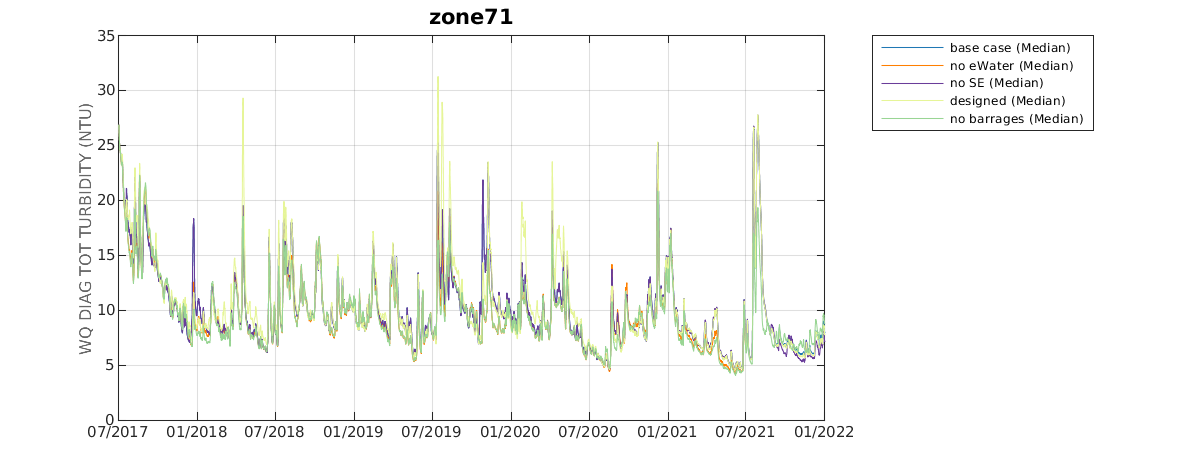 zone71
WQ DIAG TOT TURBIDITY (NTU)
35
30
25
20
15
10
5
0
07/2017 01/2018 07/2018 01/2019 07/2019 01/2020 07/2020 01/2021 07/2021 01/2022
base case (Median)
no eWater (Median)
no SE (Median)
designed (Median)
no barrages (Median)